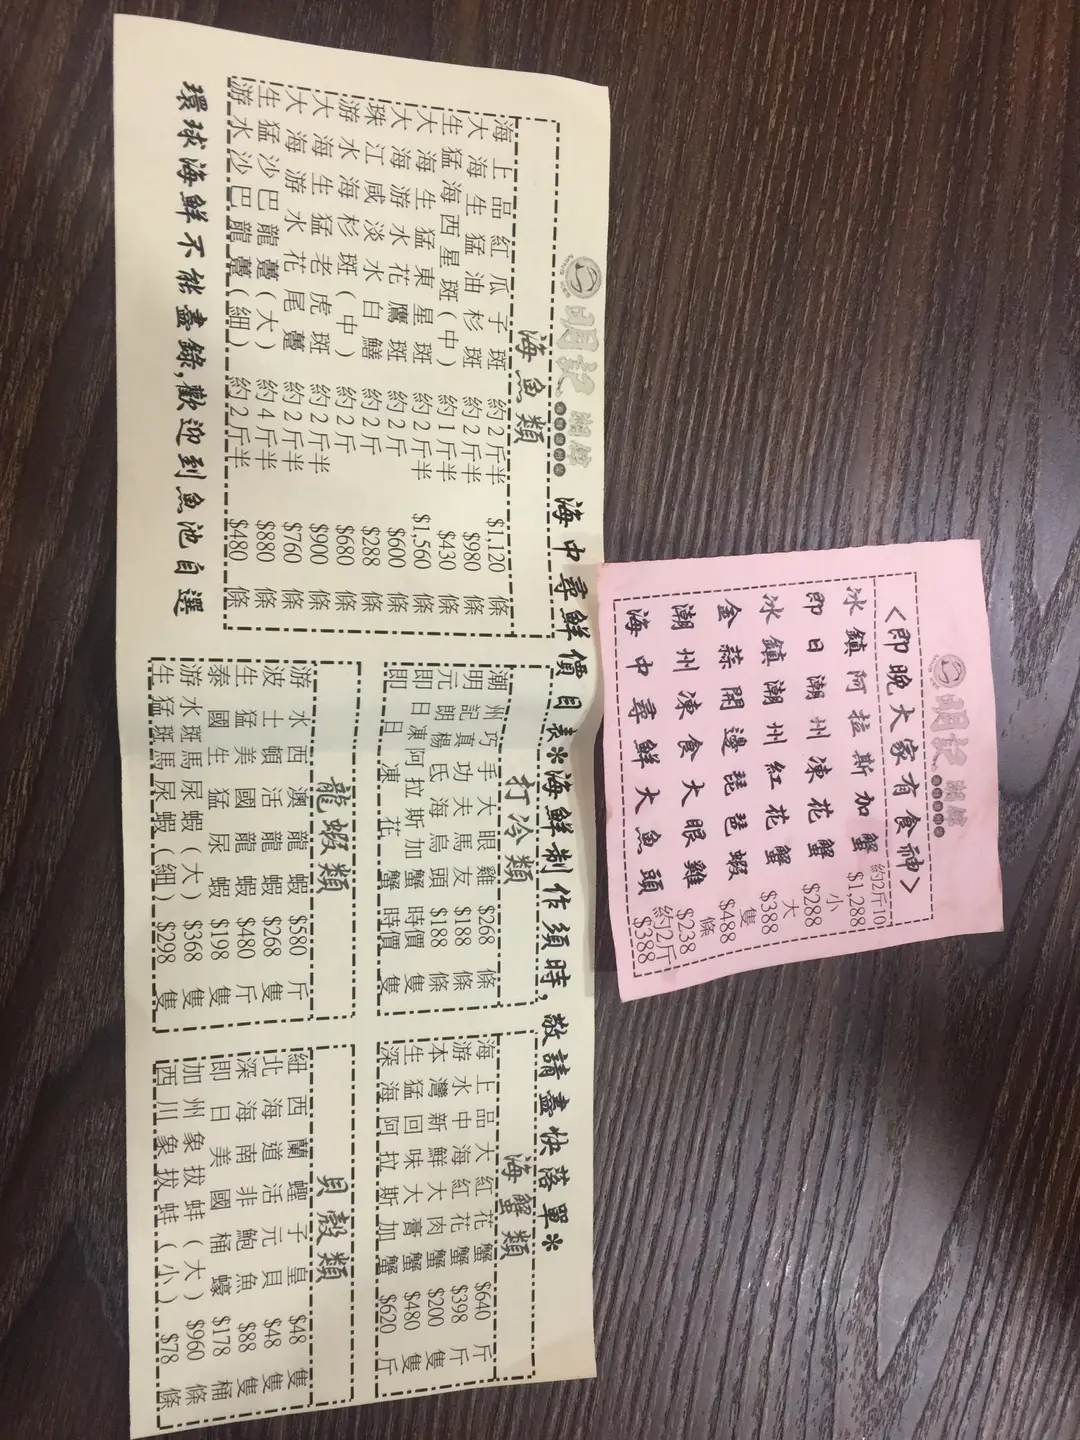 明記 潮館
海中尋鮮價目表*海鮮制作須時,敬請盡快落單*
海魚類
海上品紅瓜子斑 約2斤半 $1,120 條
大海生猛油杉斑 約2斤半 $980 條
生猛海西星斑(中) 約1斤半 $430 條
大海生猛東星斑 約2斤半 $1,560 條
大海游水花鷹斑 約2斤 $600 條
珠江咸淡水白鱔 約2斤 $288 條
游水海杉斑(中) 約2斤 $680 條
大海生猛老虎斑 約2斤半 $900 條
大海游水花尾躉 約2斤半 $760 條
生猛沙巴龍躉(大) 約4斤半 $880 條
游水沙巴龍躉(細) 約2斤半 $480 條
打冷類
潮州巧手大眼雞 $268 條
明記真功夫馬友 $188 條
元朗楊氏海烏頭 $188 條
即日凍阿拉斯加蟹 時價 隻
即日凍花蟹 時價 隻
海蟹類
海上品大紅花蟹 $640 斤
游水中海紅花蟹 $398 斤
本灣新鮮大肉蟹 $200 隻
生猛回味大膏蟹 $480 隻
深海阿拉斯加蟹 $620 斤
龍蝦類
游水西澳龍蝦 $580 斤
波士頓活龍蝦 $268 隻
生猛美國龍蝦 $480 斤
泰國生猛尿蝦 $198 隻
游水斑馬尿蝦(大) $368 隻
生猛斑馬尿蝦(細) $298 隻
貝殼類
紐西蘭蟶子皇 $48 隻
北海道活元貝 $48 隻
深海南非鮑魚 $88 隻
即日美國桶蠔 $178 桶
加州象拔蚌(大) $960 條
西川象拔蚌(小) $78 條
環球海鮮不能盡錄,歡迎到魚池自選
明記 潮館
<即晚大家有食神>
冰鎮阿拉斯加蟹 約2斤10 $1,288
即日潮州凍花蟹 小 $288
冰鎮潮州紅花蟹 大 $388
金蒜開邊琵琶蝦 隻 $488
潮州凍食大眼雞 條 $238
海中尋鮮大魚頭 約2斤 $388